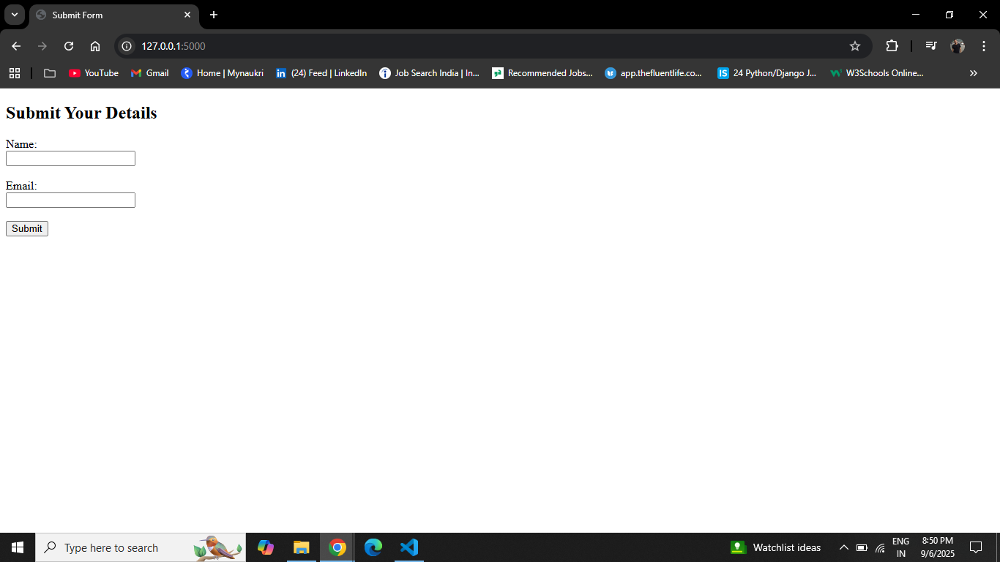 Submit Form
127.0.0.1:5000
YouTube
Gmail
Home | Mynaukri
in
(24) Feed | LinkedIn
Job Search India | In...
Recommended Jobs...
app.thefluentlife.co...
IS
24 Python/Django J...
W3Schools Online...
Submit Your Details
Name:
Email:
Submit
Type here to search
Watchlist ideas
ENG
IN
8:50 PM
9/6/2025